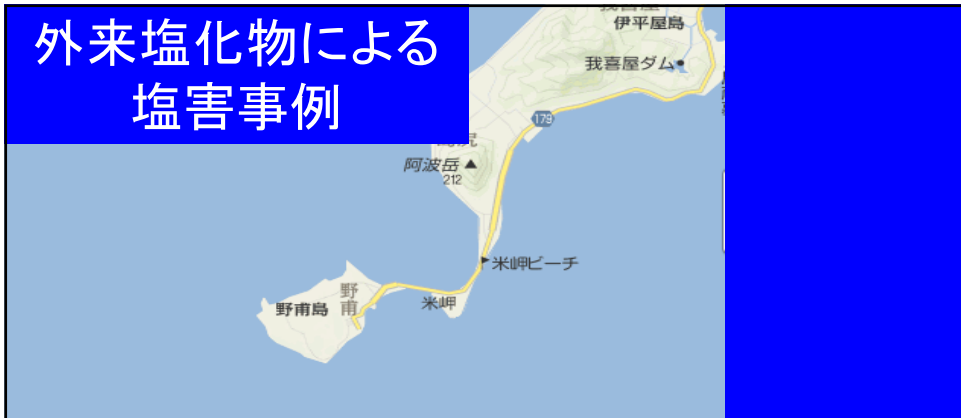 外来塩化物による
塩害事例
伊平屋島
我喜屋ダム
179
阿波岳
212
米岬ビーチ
野甫
野甫島
米岬